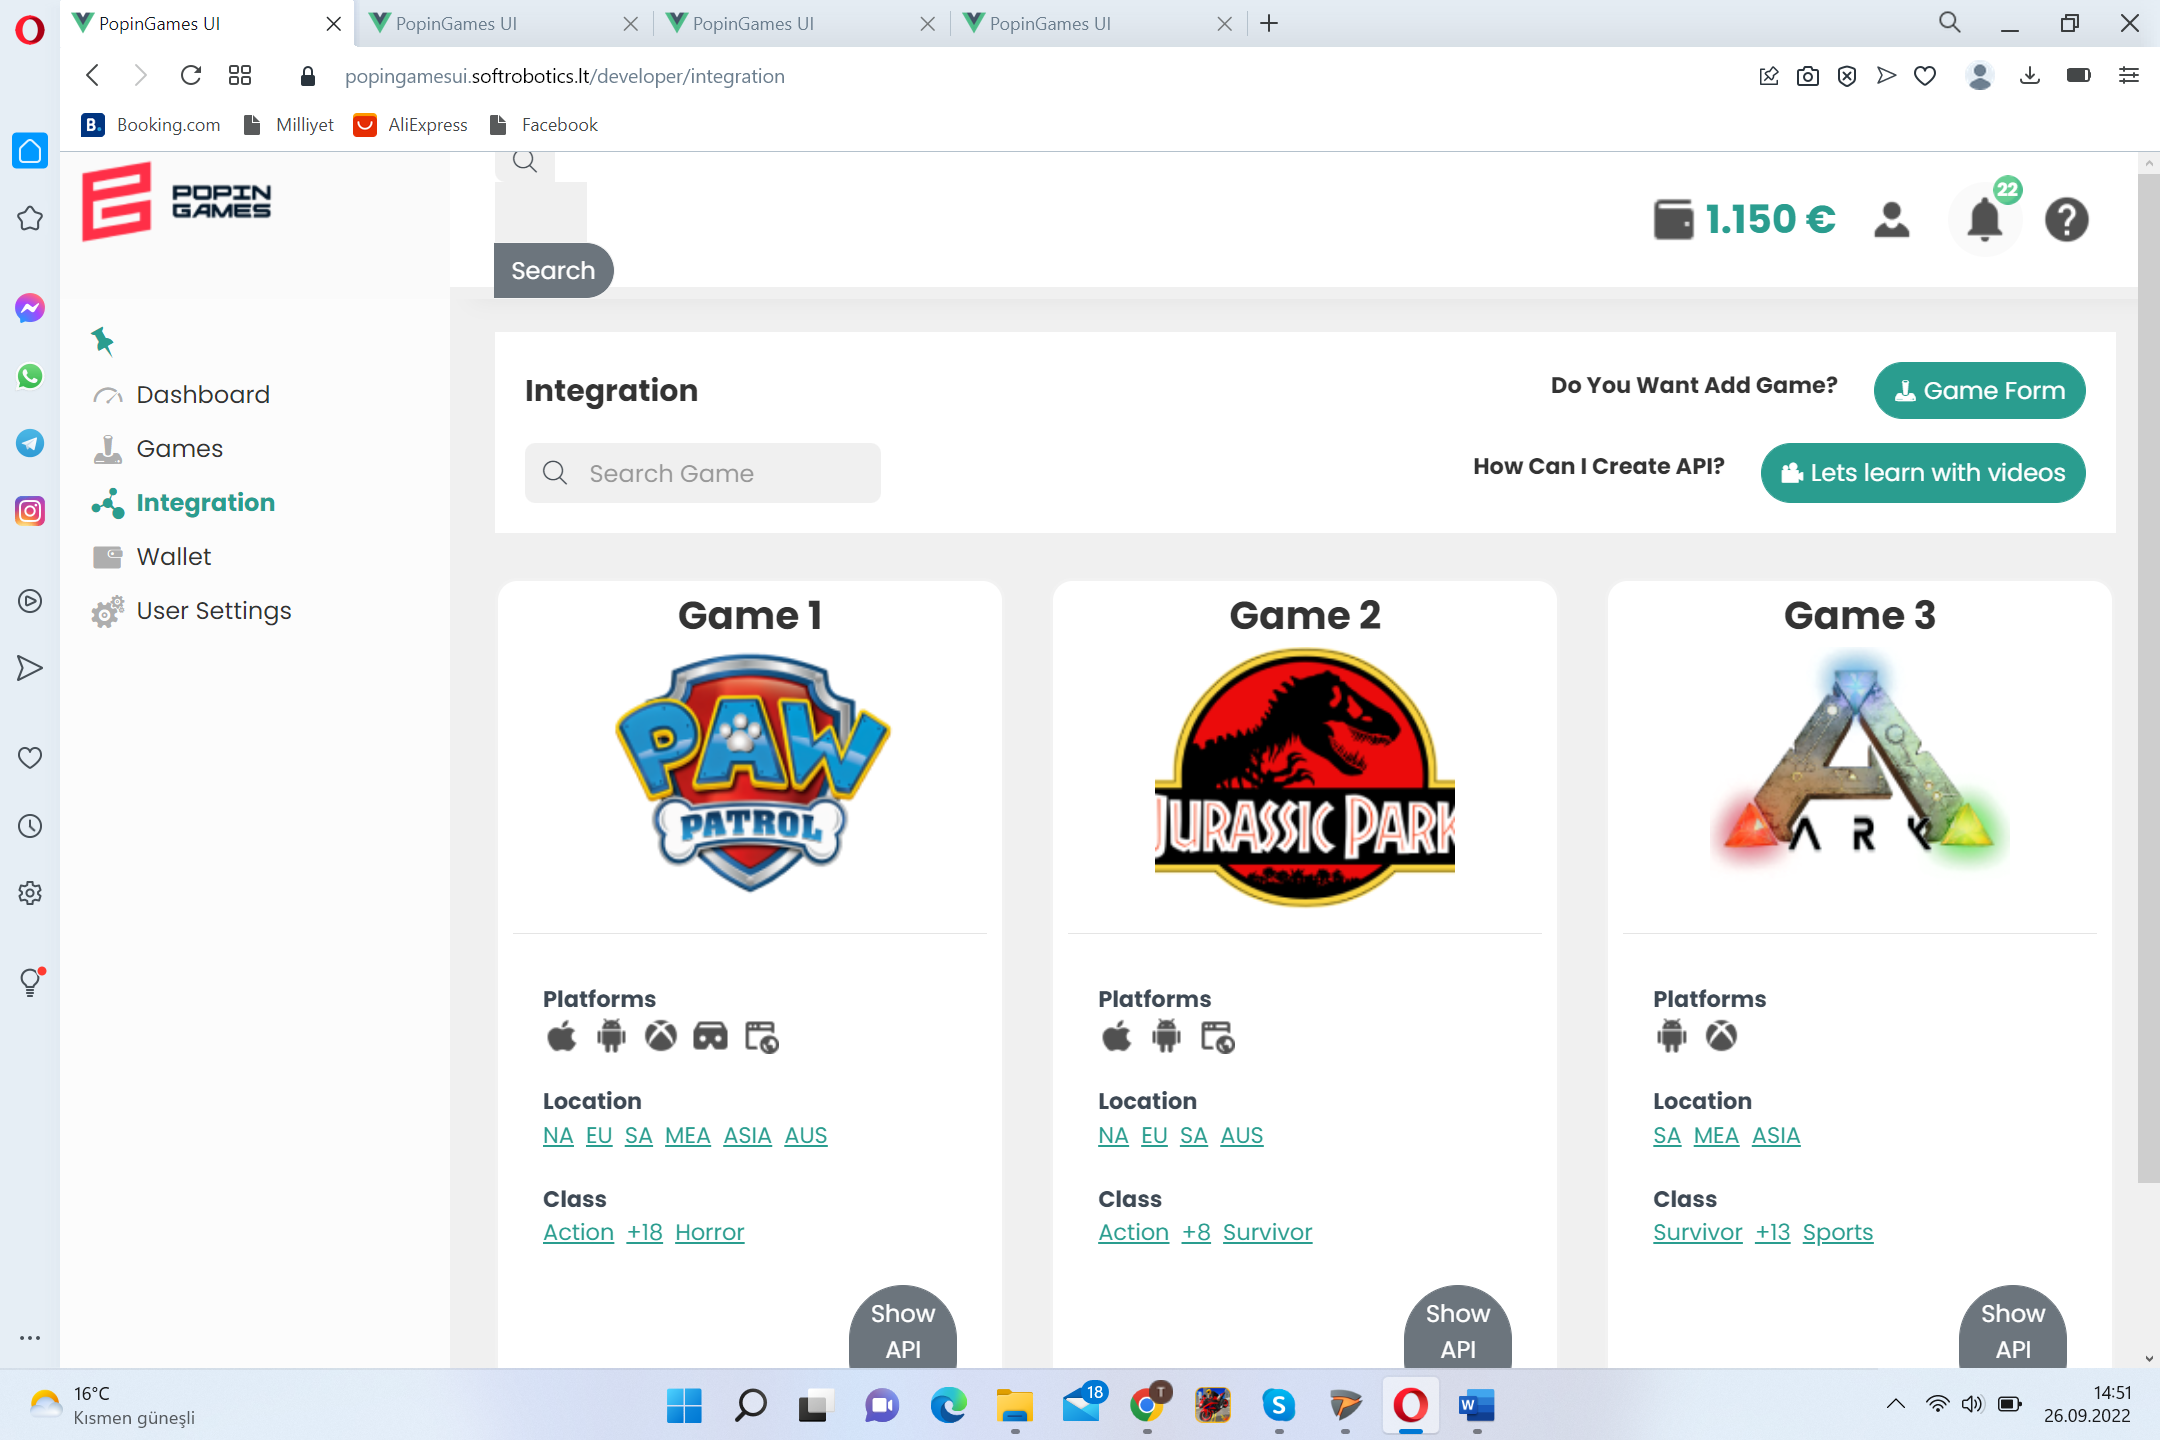 PopinGames UI
PopinGames UI
PopinGames UI
PopinGames UI
popingamesui.softrobotics.lt/developer/integration
B. Booking.com Milliyet AliExpress Facebook
POPIN
GAMES
Search
1.150 €
22
Dashboard
Games
Integration
Wallet
User Settings
Integration
Do You Want Add Game?
Game Form
Search Game
How Can I Create API?
Lets learn with videos
Game 1
PAW
PATROL
Platforms
Location
NA EU SA MEA ASIA AUS
Class
Action +18 Horror
Show
API
Game 2
JURASSIC PARK
Platforms
Location
NA EU SA AUS
Class
Action +8 Survivor
Show
API
Game 3
ARK
Platforms
Location
SA MEA ASIA
Class
Survivor +13 Sports
Show
API
16°C
Kısmen güneşli
18
T
S
W
14:51
26.09.2022